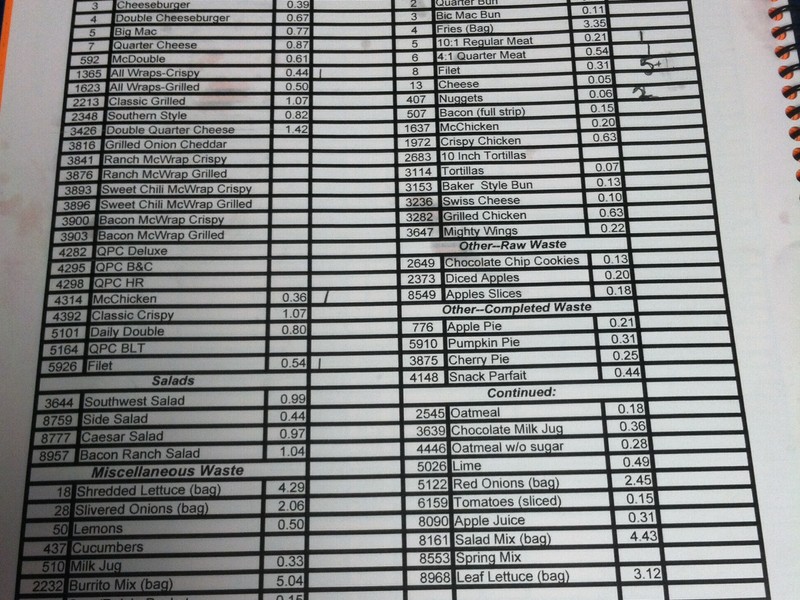 3 Cheeseburger 0.39
4 Double Cheeseburger 0.67
5 Big Mac 0.77
7 Quarter Cheese 0.87
592 McDouble 0.61
1365 All Wraps-Crispy 0.44 |
1623 All Wraps-Grilled 0.50
2213 Classic Grilled 1.07
2348 Southern Style 0.82
3426 Double Quarter Cheese 1.42
3816 Grilled Onion Cheddar
3841 Ranch McWrap Crispy
3876 Ranch McWrap Grilled
3893 Sweet Chili McWrap Crispy
3896 Sweet Chili McWrap Grilled
3900 Bacon McWrap Crispy
3903 Bacon McWrap Grilled
4282 QPC Deluxe
4295 QPC B&C
4298 QPC HR
4314 McChicken 0.36 /
4392 Classic Crispy 1.07
5101 Daily Double 0.80
5164 QPC BLT
5926 Filet 0.54 |
Salads
3644 Southwest Salad 0.99
8759 Side Salad 0.44
8777 Caesar Salad 0.97
8957 Bacon Ranch Salad 1.04
Miscellaneous Waste
18 Shredded Lettuce (bag) 4.29
28 Slivered Onions (bag) 2.06
50 Lemons 0.50
437 Cucumbers
510 Milk Jug 0.33
2232 Burrito Mix (bag) 5.04
0.15
2 Quarter Bun
3 Bic Mac Bun 0.11
4 Fries (Bag) 3.35
5 10:1 Regular Meat 0.21 |
6 4:1 Quarter Meat 0.54 |
8 Filet 0.31 5+
13 Cheese 0.05
407 Nuggets 0.06 2
507 Bacon (full strip) 0.15
1637 McChicken 0.20
1972 Crispy Chicken 0.63
2683 10 Inch Tortillas
3114 Tortillas 0.07
3153 Baker Style Bun 0.13
3236 Swiss Cheese 0.10
3282 Grilled Chicken 0.63
3647 Mighty Wings 0.22
Other--Raw Waste
2649 Chocolate Chip Cookies 0.13
2373 Diced Apples 0.20
8549 Apples Slices 0.18
Other--Completed Waste
776 Apple Pie 0.21
5910 Pumpkin Pie 0.31
3875 Cherry Pie 0.25
4148 Snack Parfait 0.44
Continued:
2545 Oatmeal 0.18
3639 Chocolate Milk Jug 0.36
4446 Oatmeal w/o sugar 0.28
5026 Lime 0.49
5122 Red Onions (bag) 2.45
6159 Tomatoes (sliced) 0.15
8090 Apple Juice 0.31
8161 Salad Mix (bag) 4.43
8553 Spring Mix
8968 Leaf Lettuce (bag) 3.12